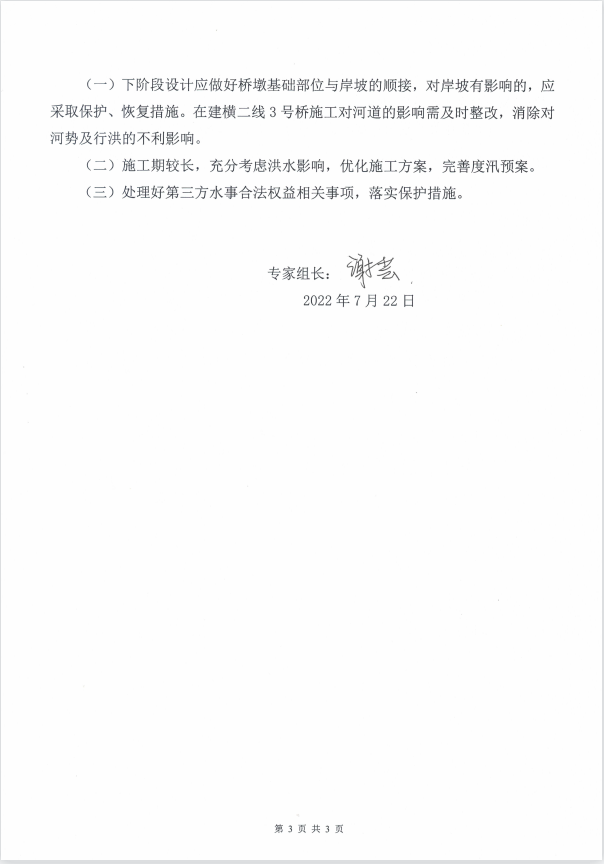 （一）下阶段设计应做好桥墩基础部位与岸坡的顺接，对岸坡有影响的，应
采取保护、恢复措施。在建横二线 3 号桥施工对河道的影响需及时整改，消除对
河势及行洪的不利影响。
（二）施工期较长，充分考虑洪水影响，优化施工方案，完善度汛预案。
（三）处理好第三方水事合法权益相关事项，落实保护措施。
专家组长：谢芸
2022 年 7 月 22 日
第 3 页 共 3 页